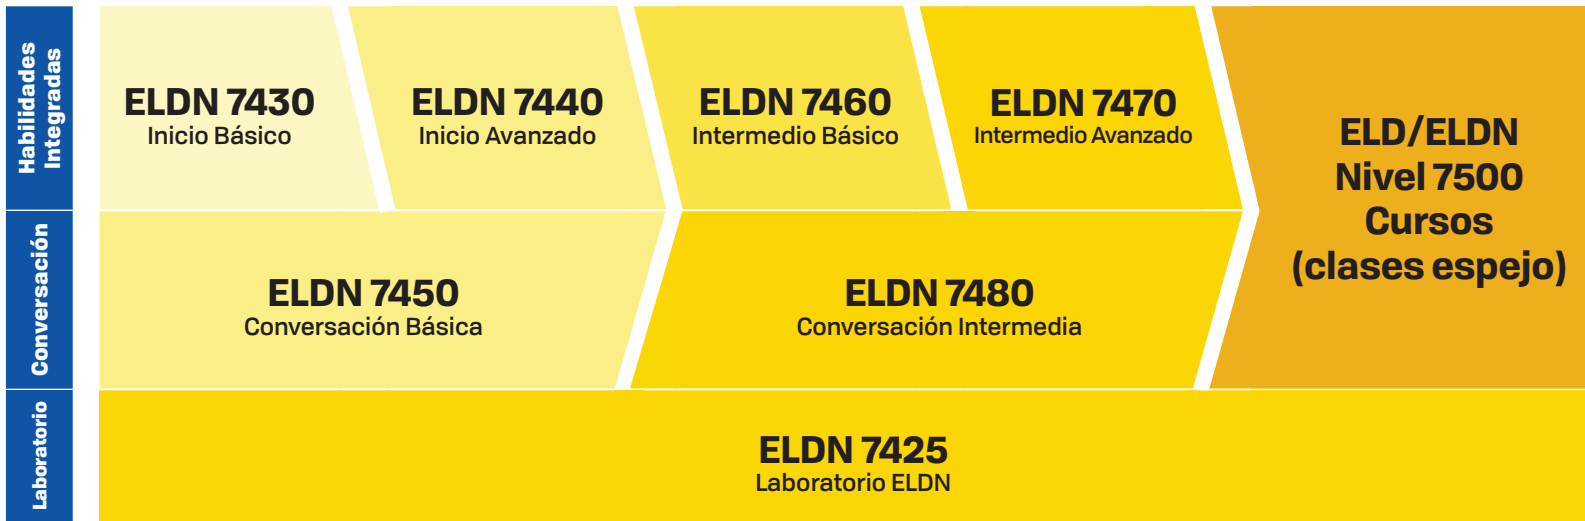 Habilidades
Integradas
ELDN 7430
Inicio Básico
ELDN 7440
Inicio Avanzado
ELDN 7460
Intermedio Básico
ELDN 7470
Intermedio Avanzado
ELD/ELDN
Nivel 7500
Cursos
(clases espejo)
Conversación
ELDN 7450
Conversación Básica
ELDN 7480
Conversación Intermedia
Laboratorio
ELDN 7425
Laboratorio ELDN